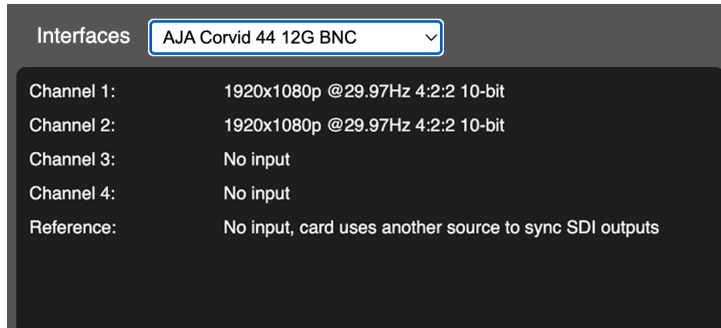 Interfaces AJA Corvid 44 12G BNC
Channel 1: 1920x1080p @29.97Hz 4:2:2 10-bit
Channel 2: 1920x1080p @29.97Hz 4:2:2 10-bit
Channel 3: No input
Channel 4: No input
Reference: No input, card uses another source to sync SDI outputs